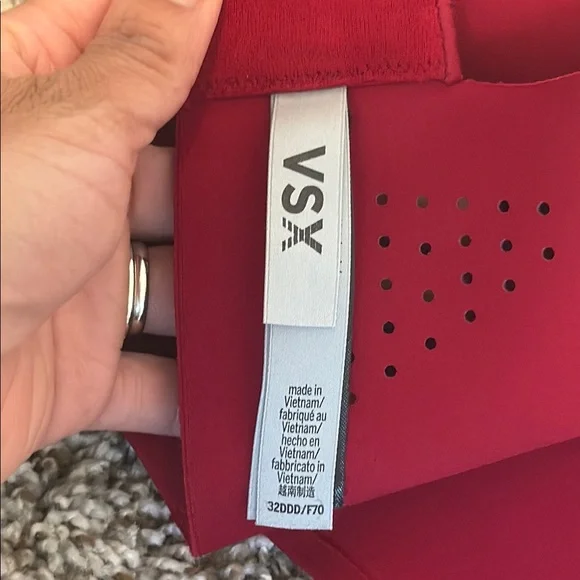 VSX
made in
Vietnam/
fabriqué au
Vietnam/
hecho en
Vietnam/
fabbricato in
Vietnam/
越南制造
32DDD/F70